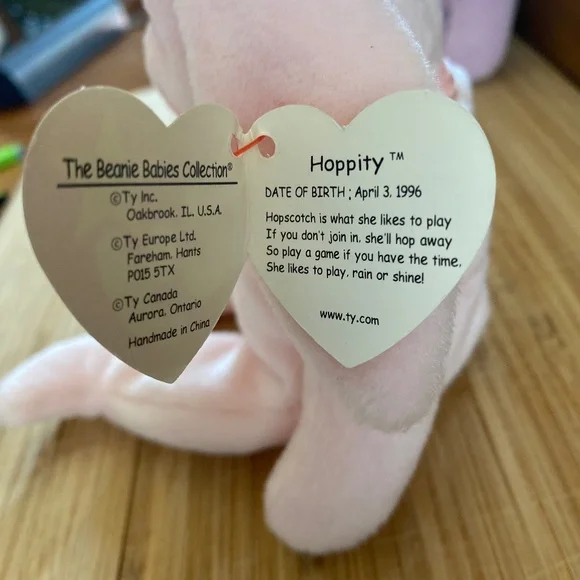 The Beanie Babies Collection®
©Ty Inc.
Oakbrook, IL. U.S.A.
©Ty Europe Ltd.
Fareham, Hants
PO15 5TX
©Ty Canada
Aurora, Ontario
Handmade in China
Hoppity ™
DATE OF BIRTH ; April 3, 1996
Hopscotch is what she likes to play
If you don't join in, she'll hop away
So play a game if you have the time,
She likes to play, rain or shine!
www.ty.com